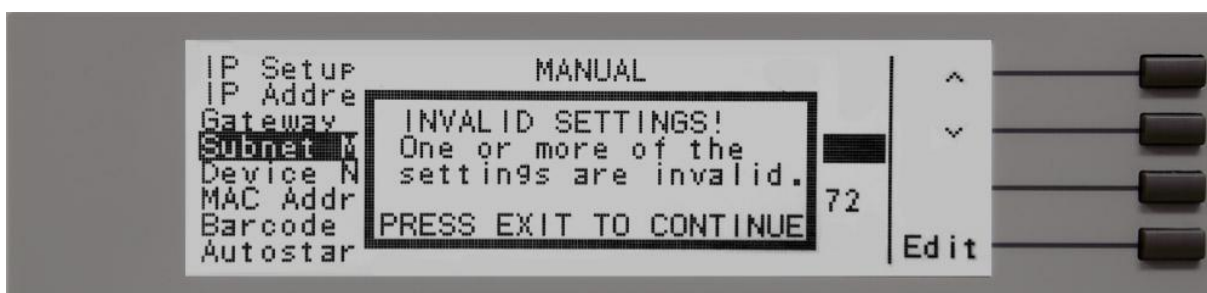 IP Setup MANUAL
IP Addre
Gateway
Subnet M
Device N
MAC Addr 72
Barcode
Autostar
INVALID SETTINGS!
One or more of the
settings are invalid.
PRESS EXIT TO CONTINUE
^
˅
Edit